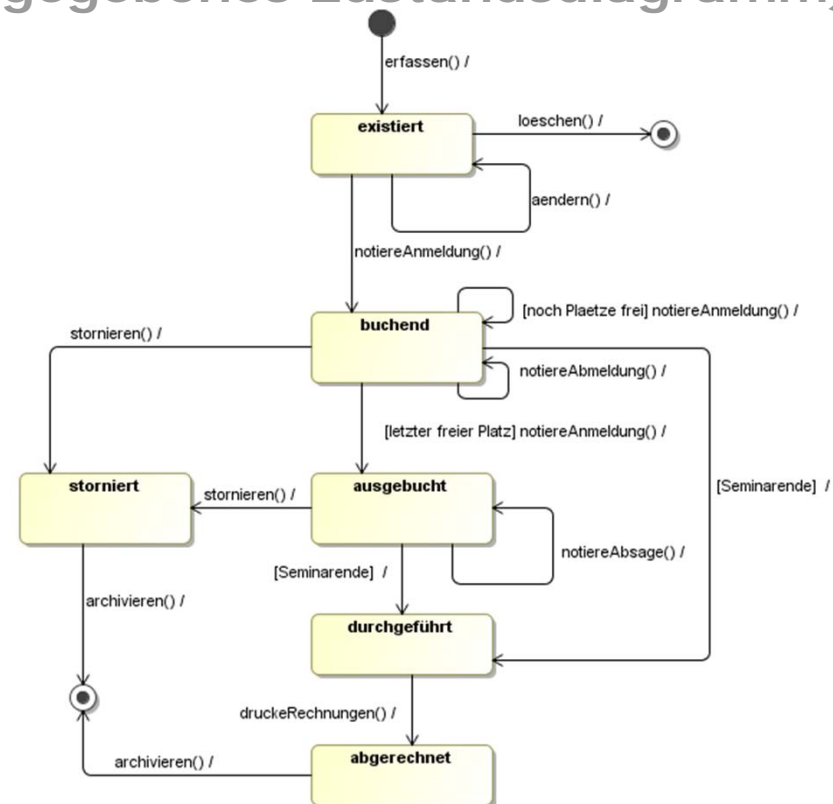 gegebenes Zustandsdiagramm
erfassen() /
existiert
loeschen() /
aendern() /
notiereAnmeldung() /
buchend
[noch Plaetze frei] notiereAnmeldung() /
stornieren() /
notiereAbmeldung() /
[letzter freier Platz] notiereAnmeldung() /
storniert
stornieren() /
ausgebucht
[Seminarende] /
notiereAbsage() /
[Seminarende] /
archivieren() /
durchgeführt
druckeRechnungen() /
archivieren() /
abgerechnet